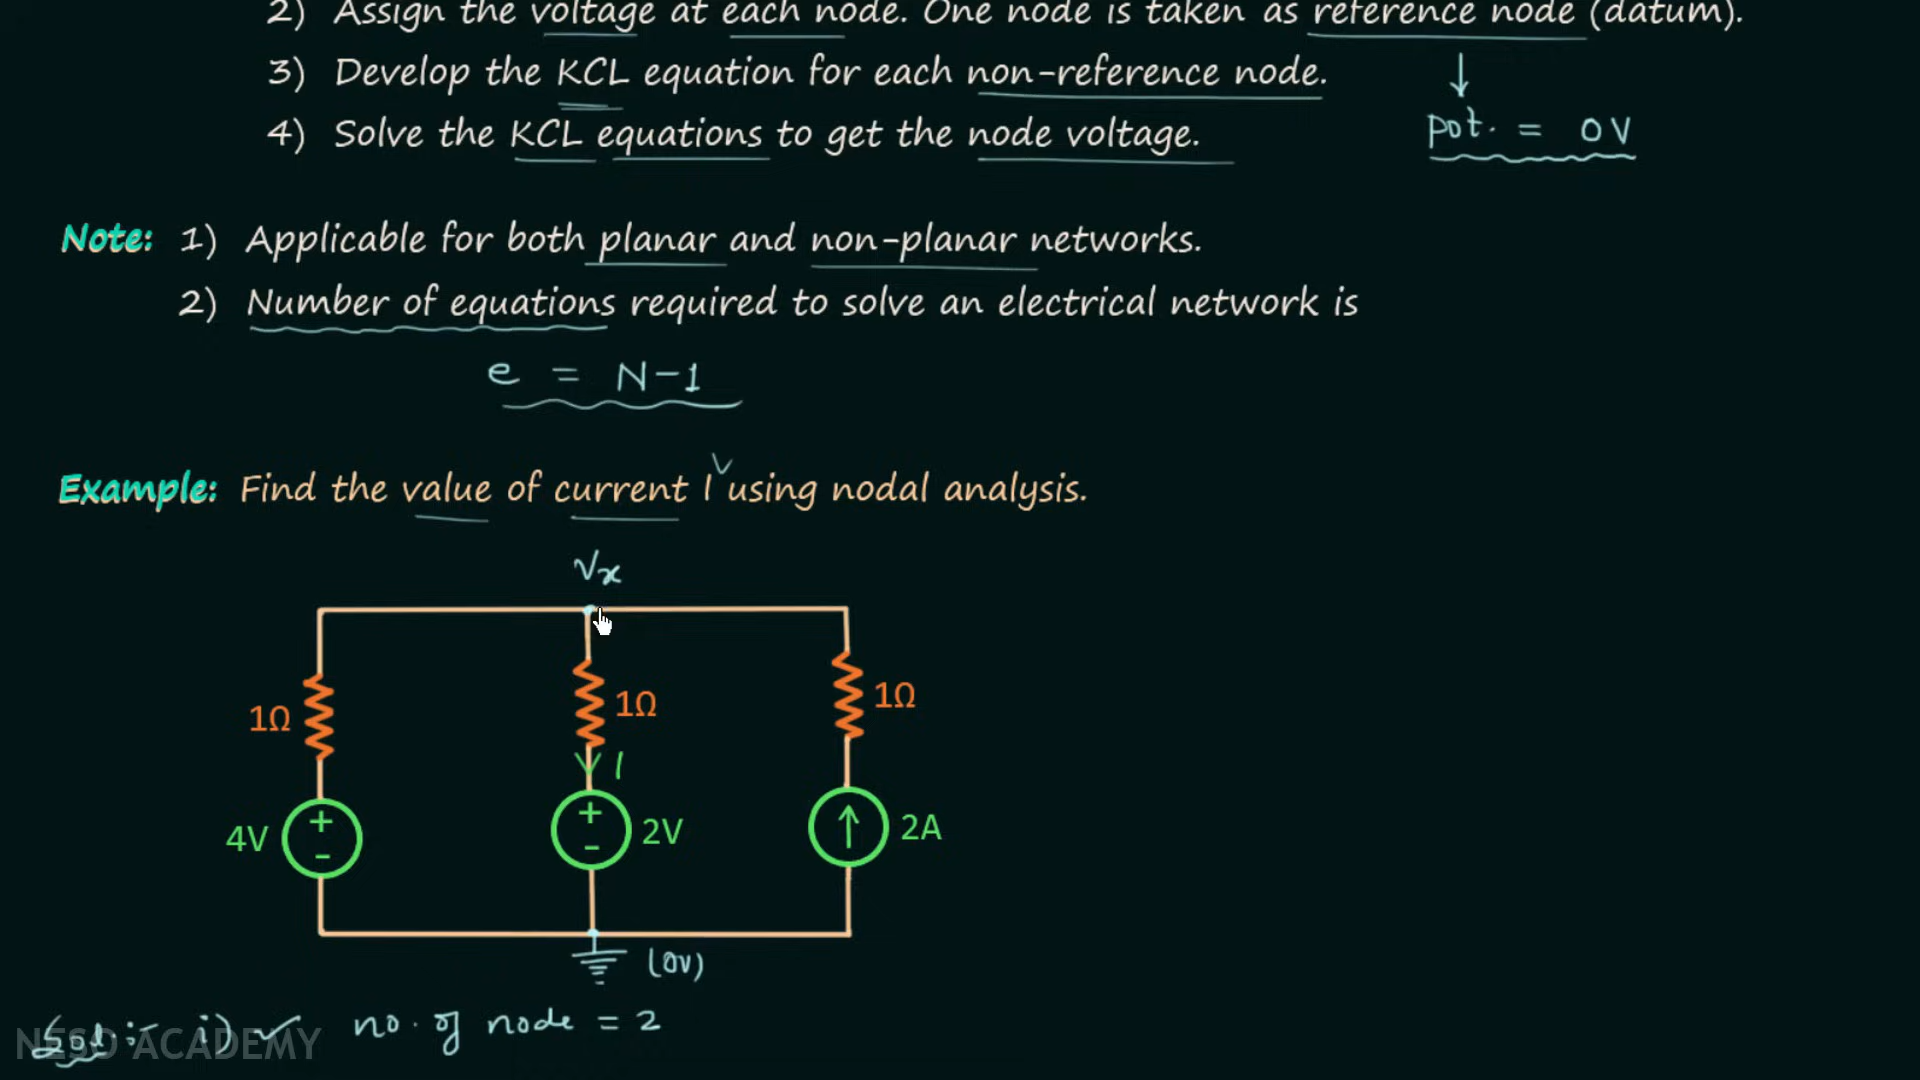 2) Assign the voltage at each node. One node is taken as reference node (datum).
3) Develop the KCL equation for each non-reference node.
pot. = 0V
4) Solve the KCL equations to get the node voltage.
Note: 1) Applicable for both planar and non-planar networks.
2) Number of equations required to solve an electrical network is
e = N-1
Example: Find the value of current I using nodal analysis.
Vx
1Ω 1Ω 1Ω
I
4V + - + - 2V 2A
(0V)
Sol:- i) ✓ no. of node = 2
NESO ACADEMY